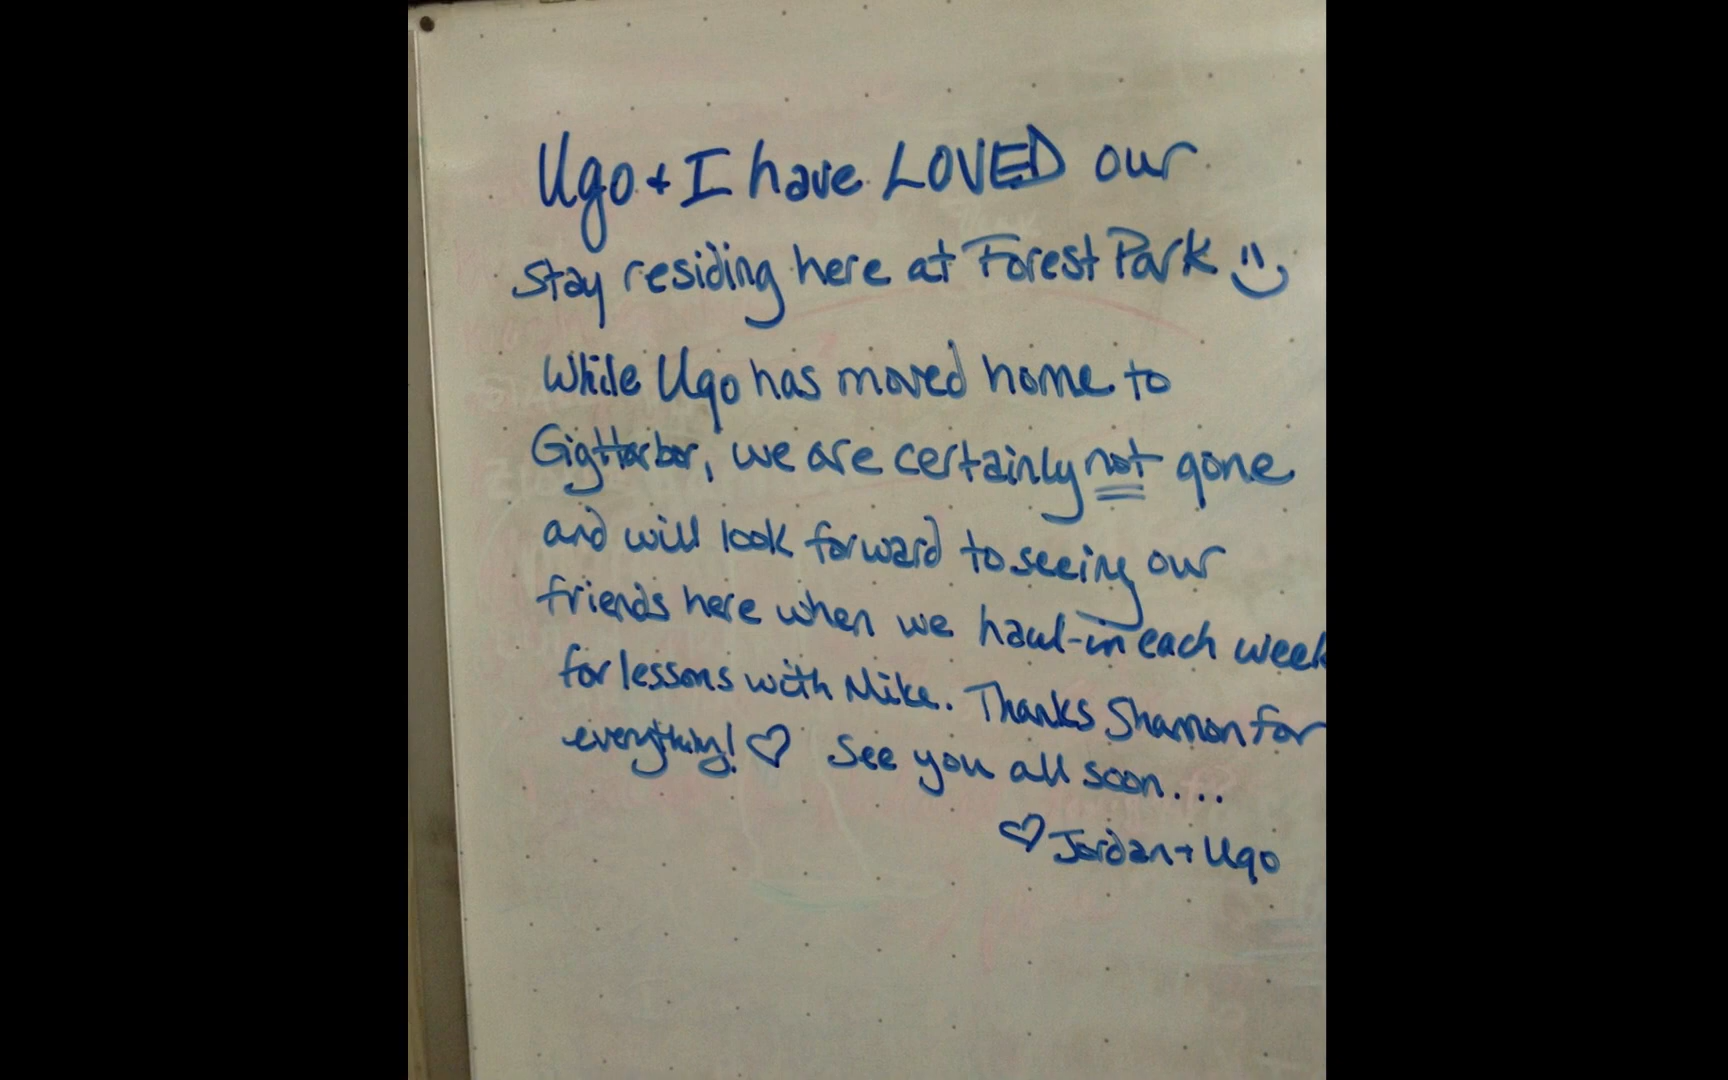 Ugo + I have LOVED our
stay residing here at Forest Park
While Ugo has moved home to
Gig Harbor, we are certainly not gone
and will look forward to seeing our
friends here when we haul-in each week
for lessons with Mike. Thanks Shannon for
everything! ♡ See you all soon...
♡ Jordan + Ugo